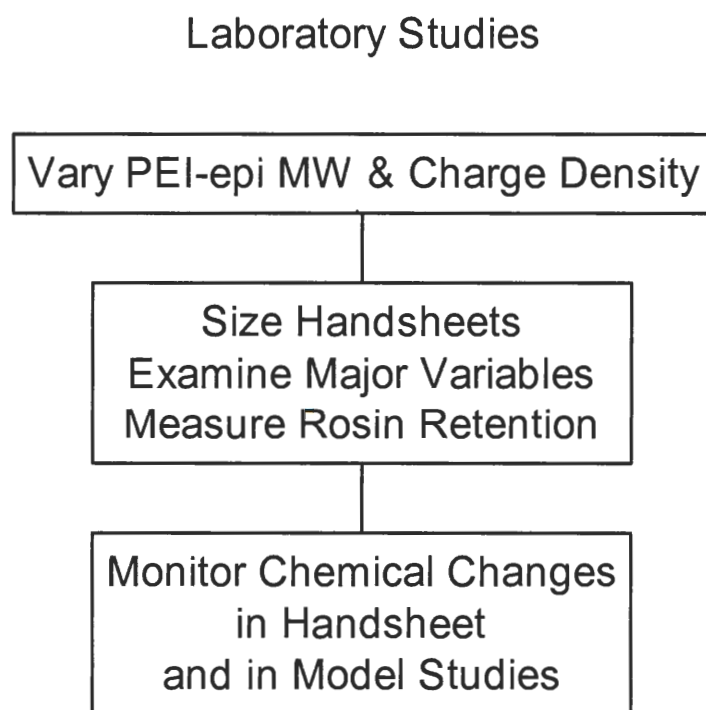 Laboratory Studies
Vary PEI-epi MW & Charge Density
Size Handsheets
Examine Major Variables
Measure Rosin Retention
Monitor Chemical Changes
in Handsheet
and in Model Studies